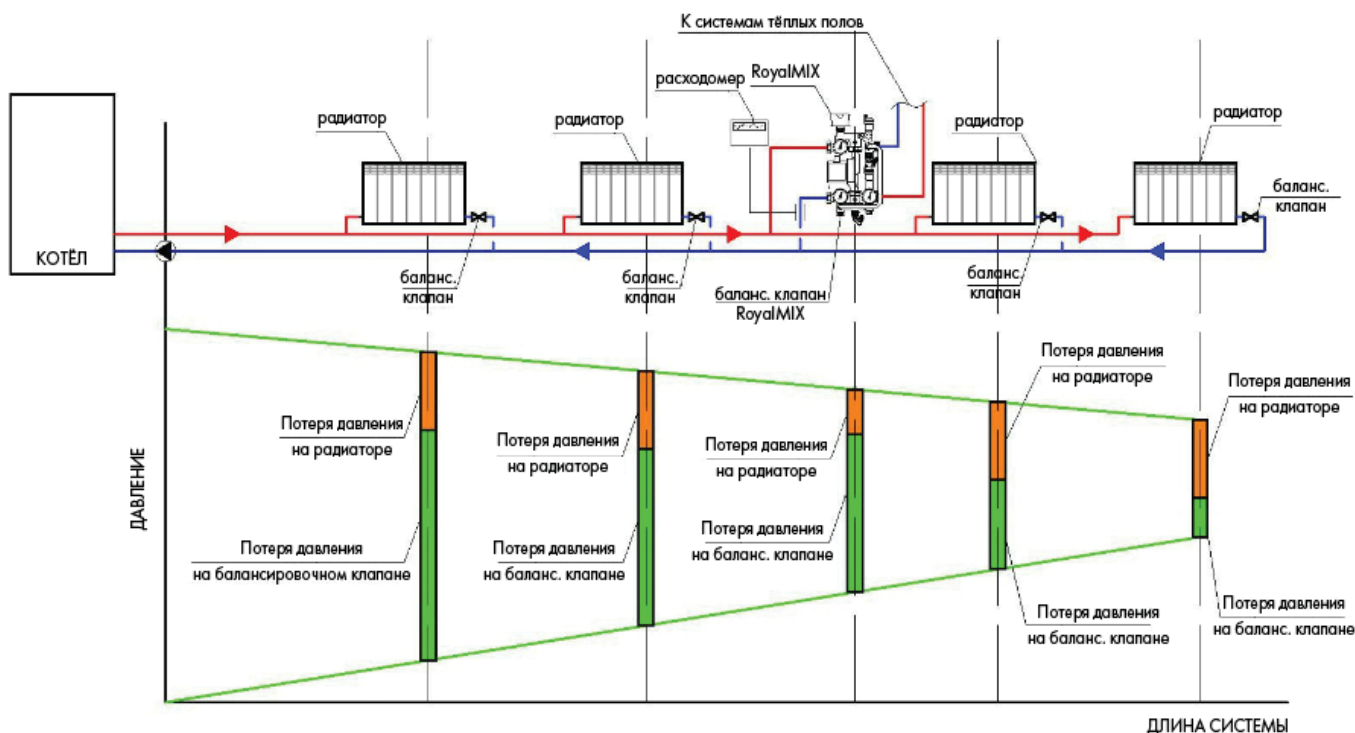 К системам тёплых полов
RoyalMIX
расходомер
радиатор
радиатор
радиатор
радиатор
баланс.
клапан
КОТЁЛ
баланс.
клапан
баланс.
клапан
баланс. клапан
RoyalMIX
баланс.
клапан
Потеря давления
на радиаторе
Потеря давления
на радиаторе
Потеря давления
на радиаторе
Потеря давления
на радиаторе
Потеря давления
на радиаторе
ДАВЛЕНИЕ
Потеря давления
на балансировочном клапане
Потеря давления
на баланс. клапане
Потеря давления
на баланс. клапане
Потеря давления
на баланс. клапане
Потеря давления
на баланс. клапане
ДЛИНА СИСТЕМЫ